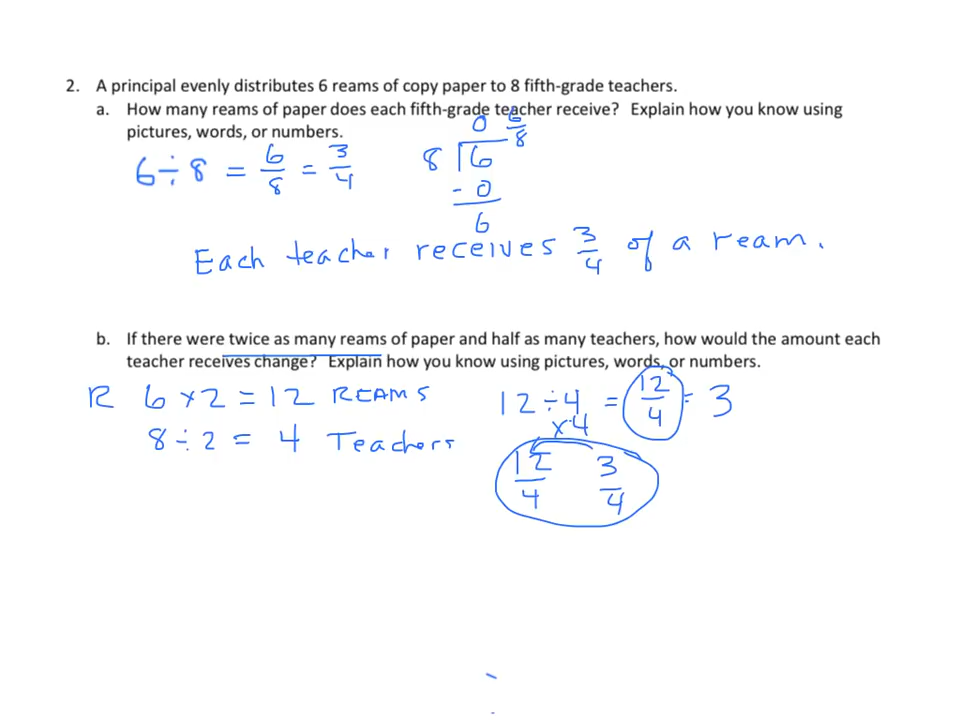 2. A principal evenly distributes 6 reams of copy paper to 8 fifth-grade teachers.
a. How many reams of paper does each fifth-grade teacher receive? Explain how you know using
pictures, words, or numbers.
6 ÷ 8 = 6/8 = 3/4
0 6/8
8 6
- 0
6
Each teacher receives 3/4 of a ream.
b. If there were twice as many reams of paper and half as many teachers, how would the amount each
teacher receives change? Explain how you know using pictures, words, or numbers.
R 6 × 2 = 12 REAMS
8 ÷ 2 = 4 Teachers
12 ÷ 4 = 12/4 = 3
×4
12/4 3/4